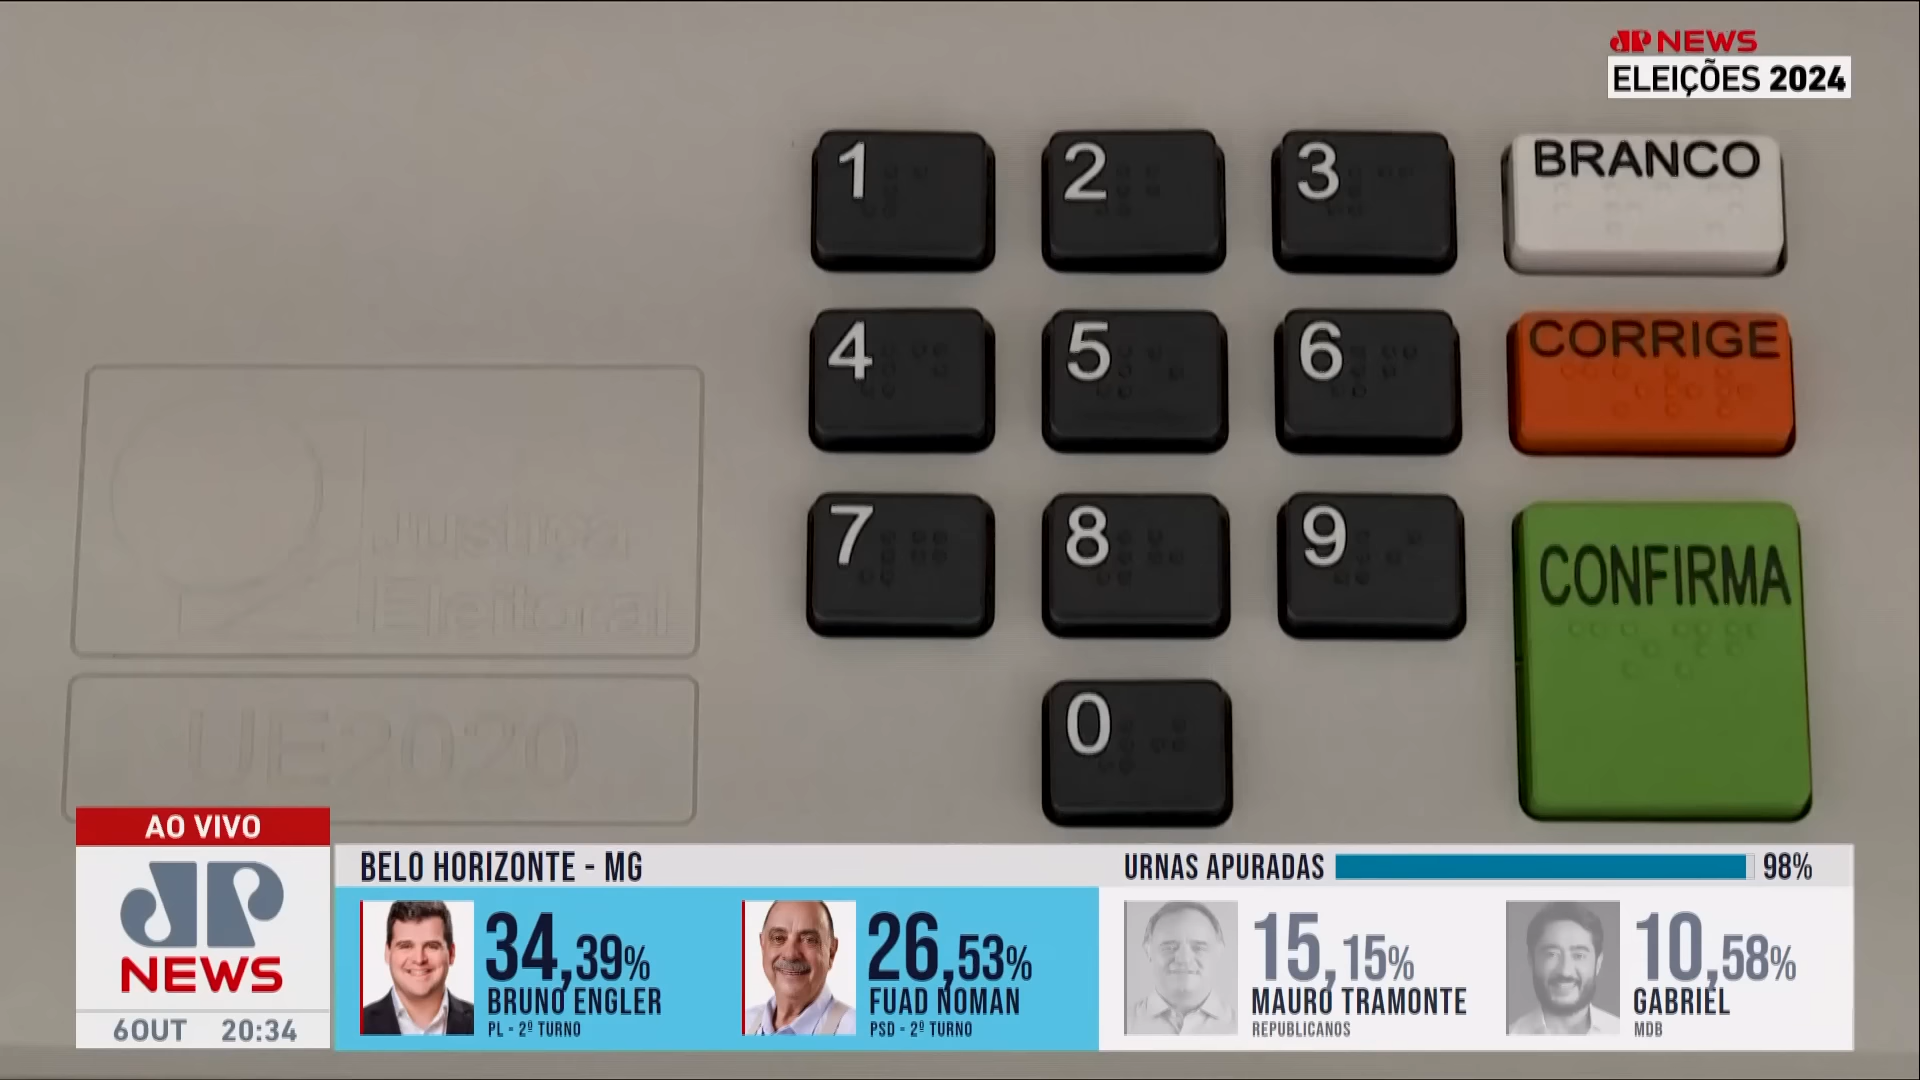 JP NEWS
ELEIÇÕES 2024
1 2 3 BRANCO
4 5 6 CORRIGE
7 8 9 CONFIRMA
0
Justiça
Eleitoral
UE2020
AO VIVO
JP
NEWS
6OUT 20:34
BELO HORIZONTE - MG
URNAS APURADAS 98%
34,39%
BRUNO ENGLER
PL - 2º TURNO
26,53%
FUAD NOMAN
PSD - 2º TURNO
15,15%
MAURO TRAMONTE
REPUBLICANOS
10,58%
GABRIEL
MDB